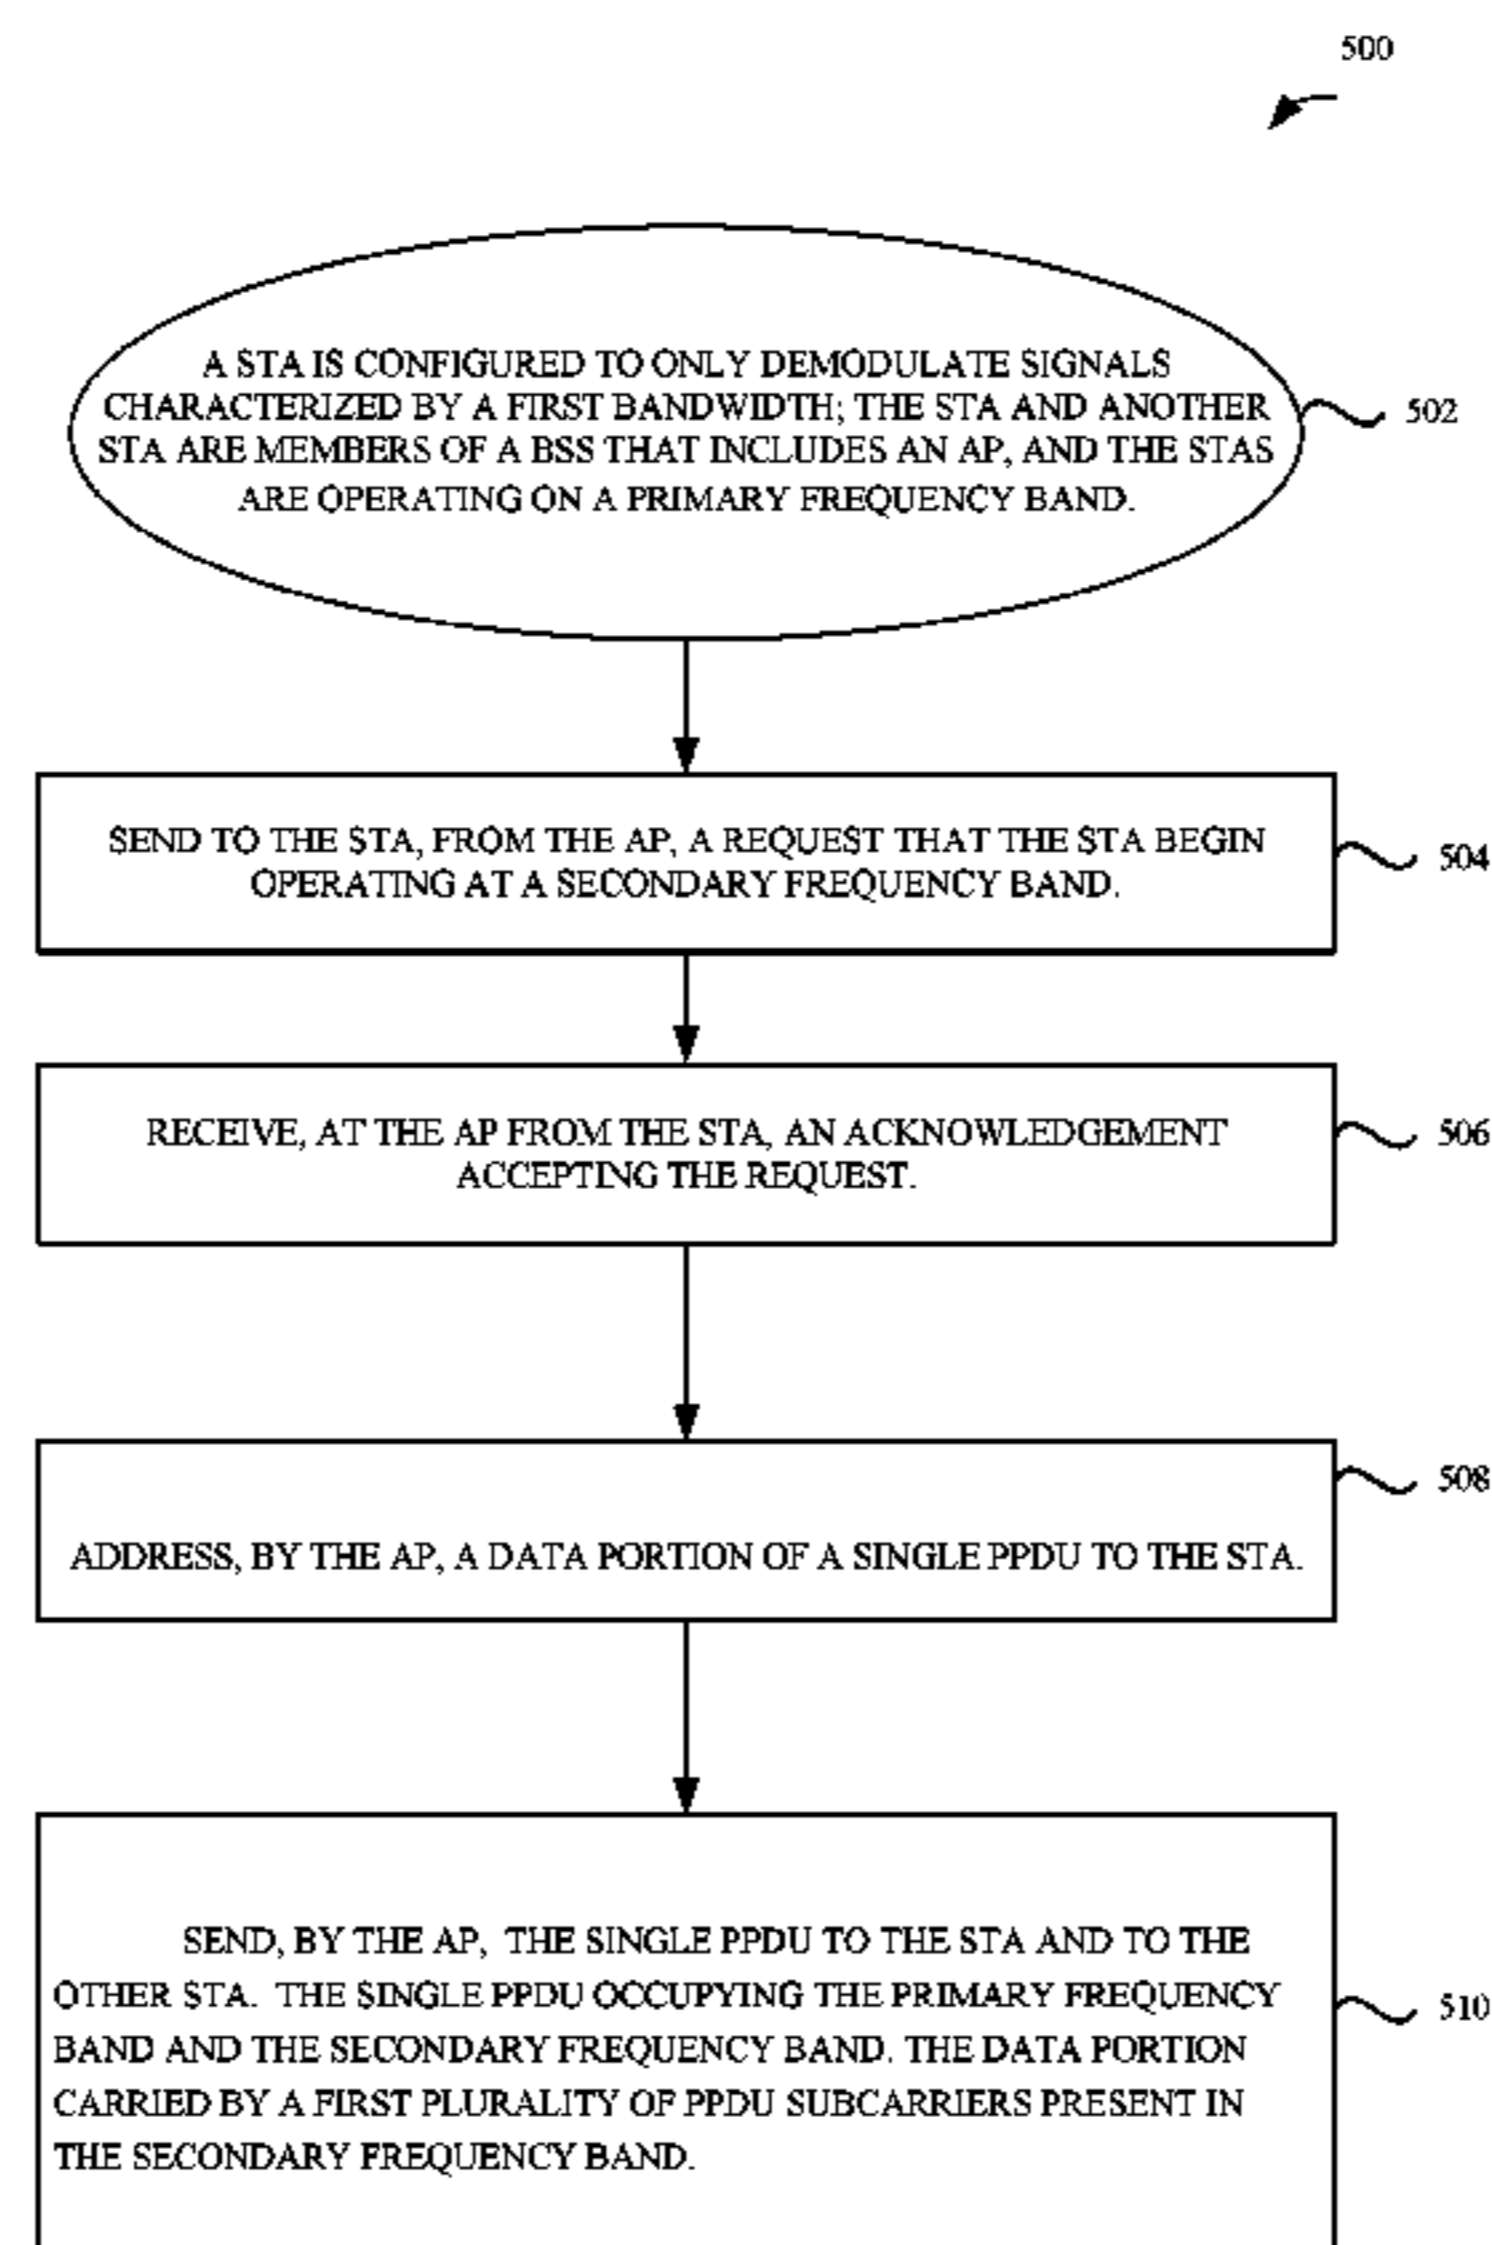 500
A STA IS CONFIGURED TO ONLY DEMODULATE SIGNALS
CHARACTERIZED BY A FIRST BANDWIDTH; THE STA AND ANOTHER
STA ARE MEMBERS OF A BSS THAT INCLUDES AN AP, AND THE STAS
ARE OPERATING ON A PRIMARY FREQUENCY BAND.
502
SEND TO THE STA, FROM THE AP, A REQUEST THAT THE STA BEGIN
OPERATING AT A SECONDARY FREQUENCY BAND.
504
RECEIVE, AT THE AP FROM THE STA, AN ACKNOWLEDGEMENT
ACCEPTING THE REQUEST.
506
ADDRESS, BY THE AP, A DATA PORTION OF A SINGLE PPDU TO THE STA.
508
SEND, BY THE AP, THE SINGLE PPDU TO THE STA AND TO THE
OTHER STA. THE SINGLE PPDU OCCUPYING THE PRIMARY FREQUENCY
BAND AND THE SECONDARY FREQUENCY BAND. THE DATA PORTION
CARRIED BY A FIRST PLURALITY OF PPDU SUBCARRIERS PRESENT IN
THE SECONDARY FREQUENCY BAND.
510